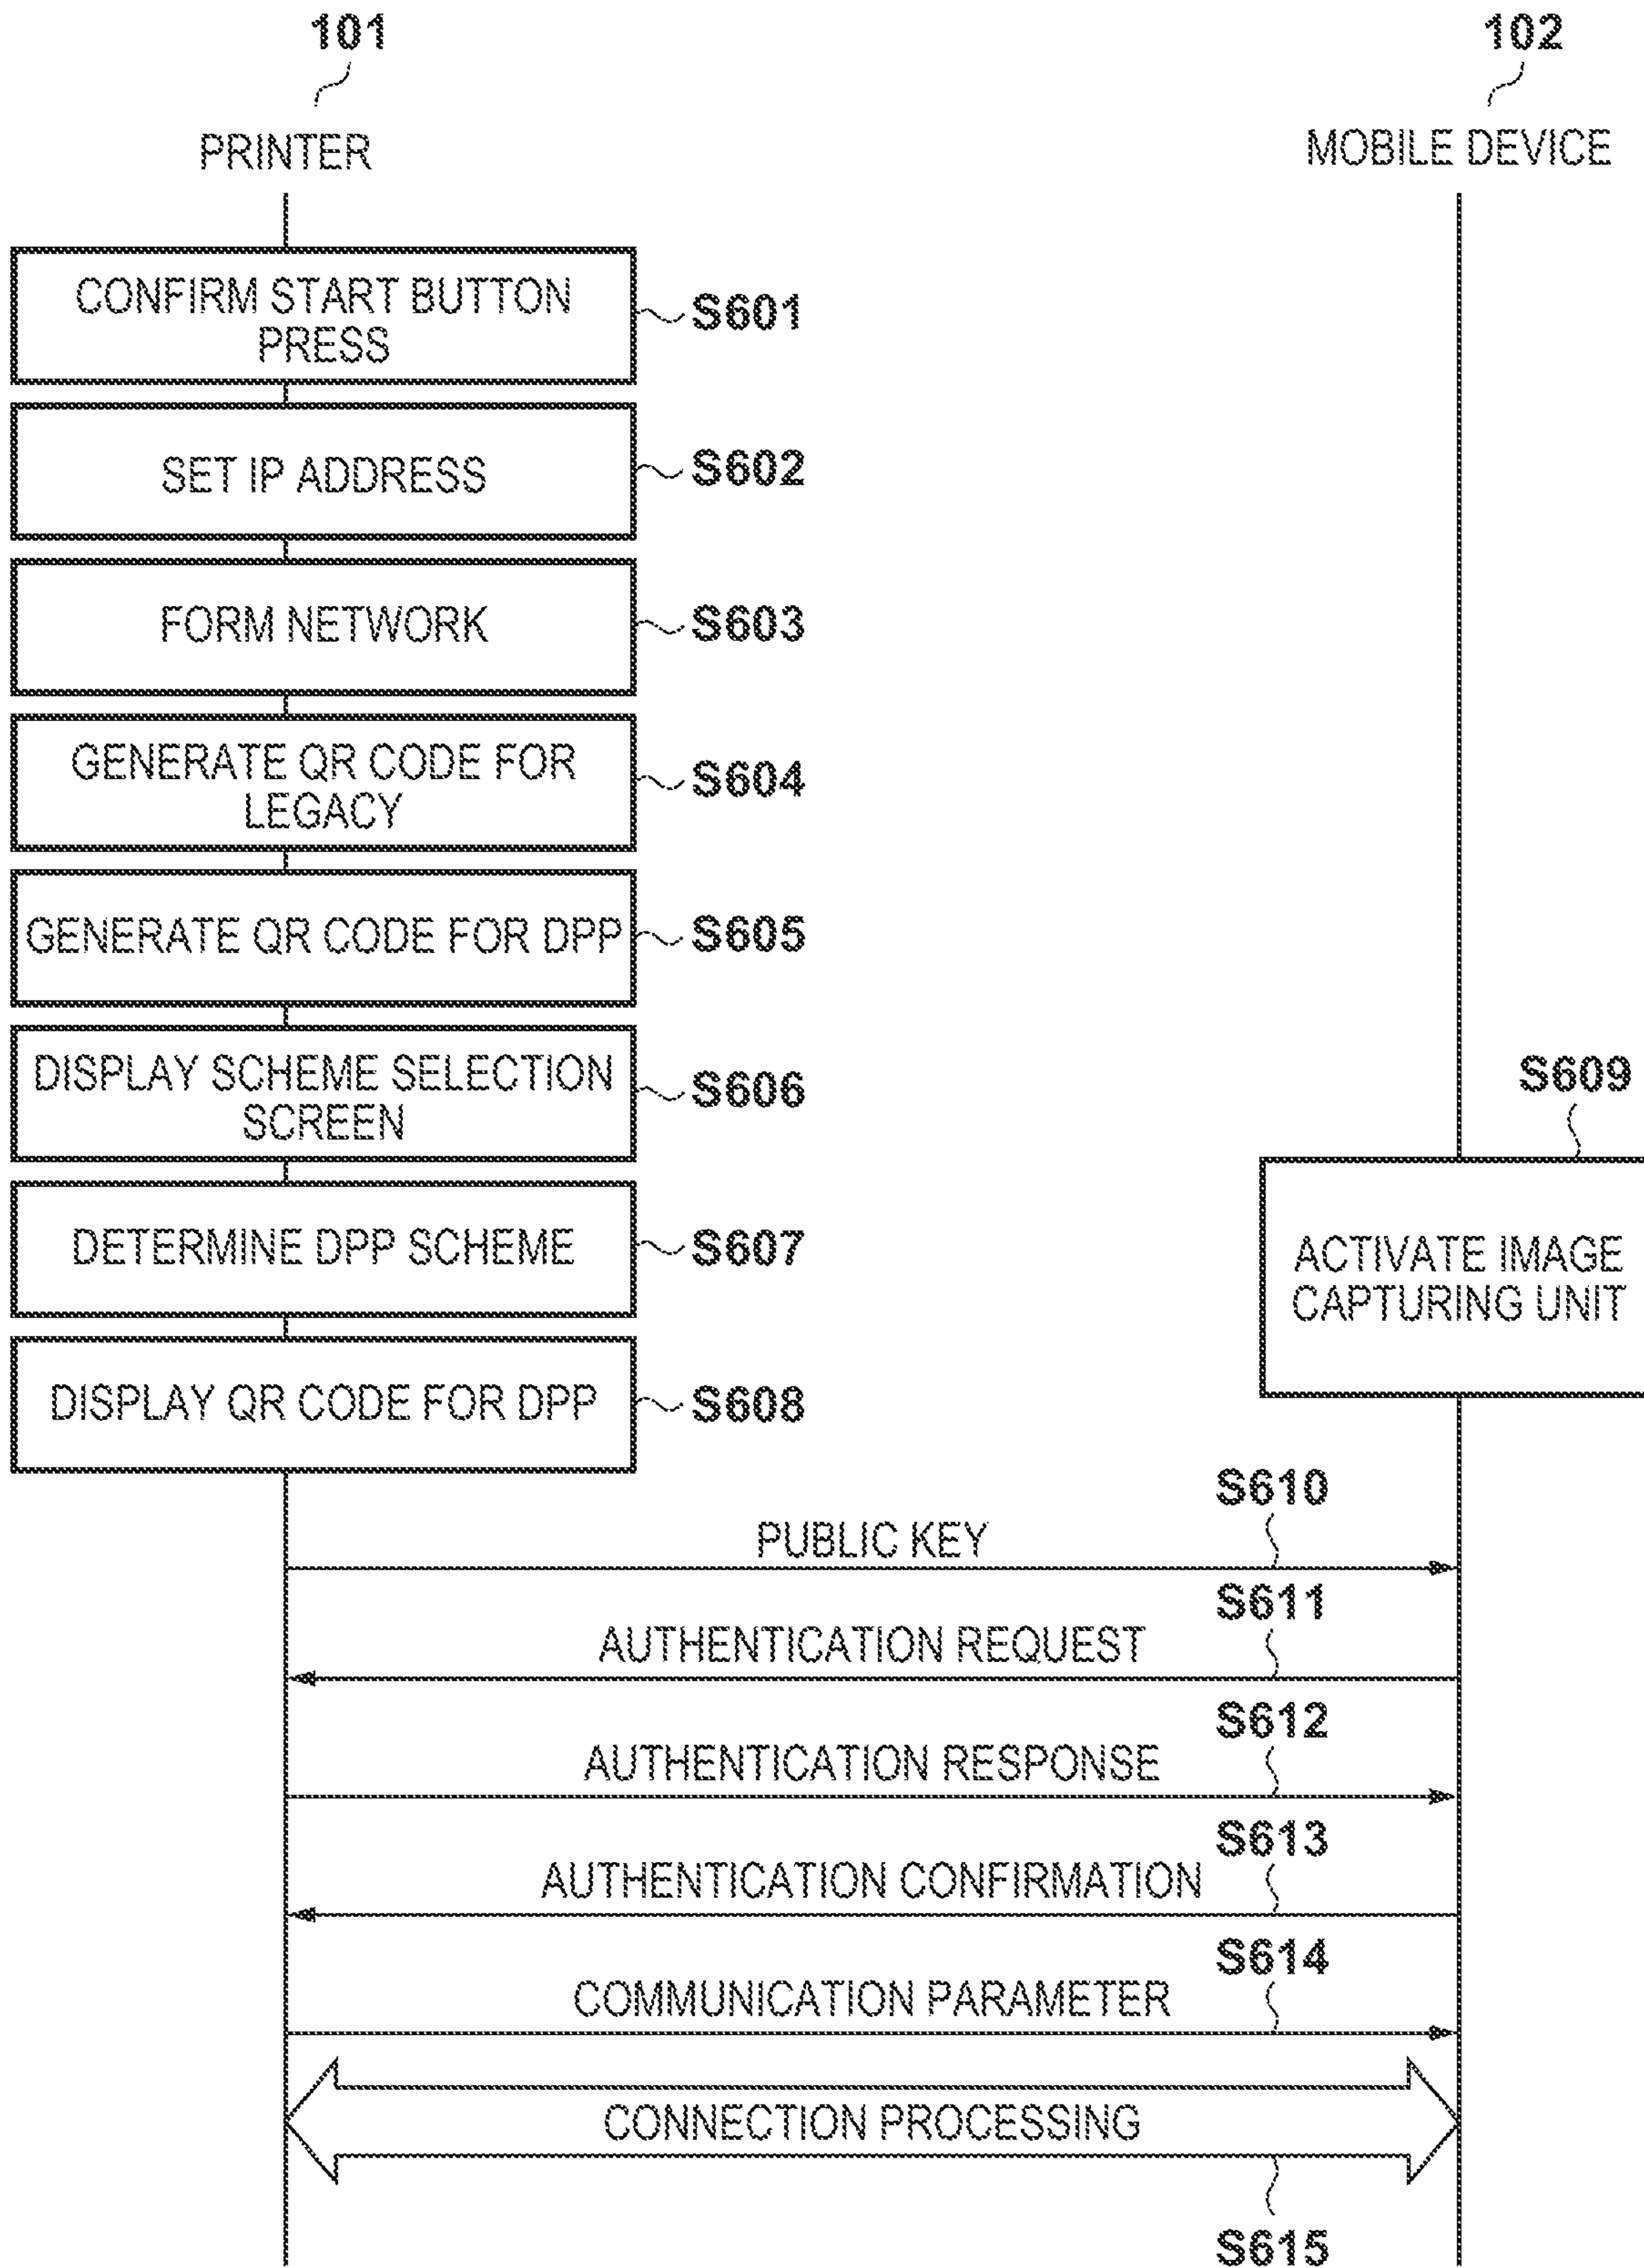 101
102
PRINTER
MOBILE DEVICE
CONFIRM START BUTTON
PRESS
S601
SET IP ADDRESS
S602
FORM NETWORK
S603
GENERATE QR CODE FOR
LEGACY
S604
GENERATE QR CODE FOR DPP
S605
DISPLAY SCHEME SELECTION
SCREEN
S606
S609
DETERMINE DPP SCHEME
S607
ACTIVATE IMAGE
CAPTURING UNIT
DISPLAY QR CODE FOR DPP
S608
S610
PUBLIC KEY
S611
AUTHENTICATION REQUEST
S612
AUTHENTICATION RESPONSE
S613
AUTHENTICATION CONFIRMATION
S614
COMMUNICATION PARAMETER
CONNECTION PROCESSING
S615